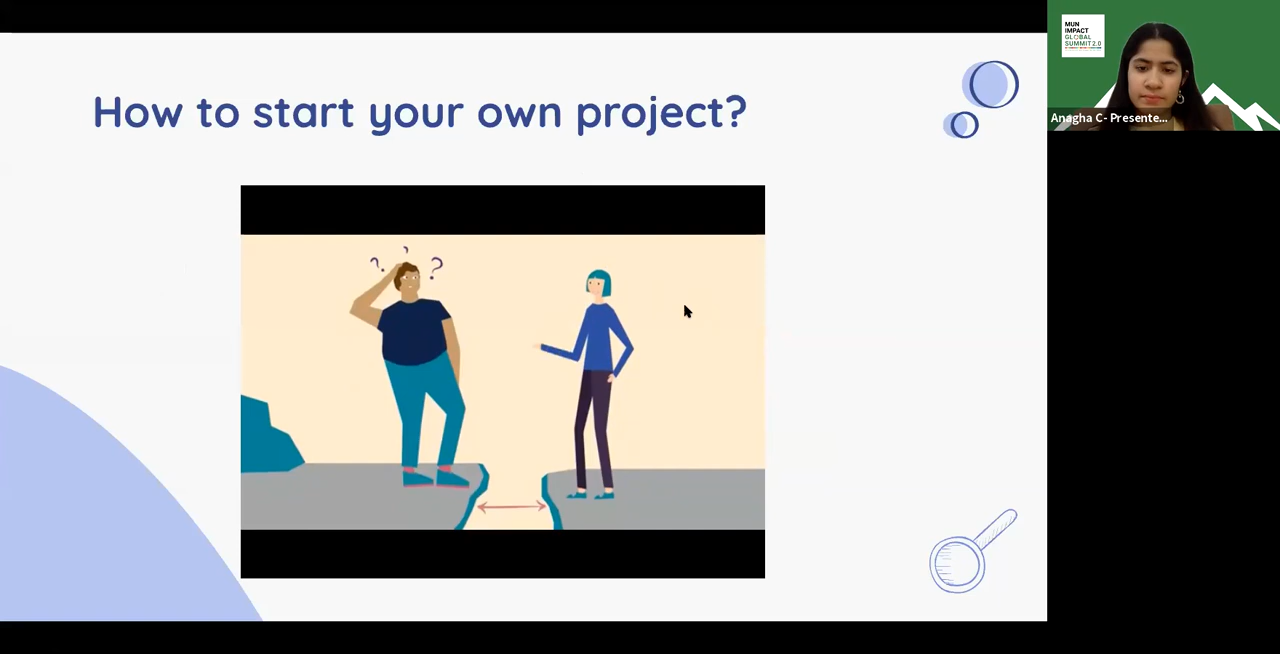 How to start your own project?
? ? ?
MUN
IMPACT
GLOBAL
SUMMIT 2.0
Anagha C- Presente...